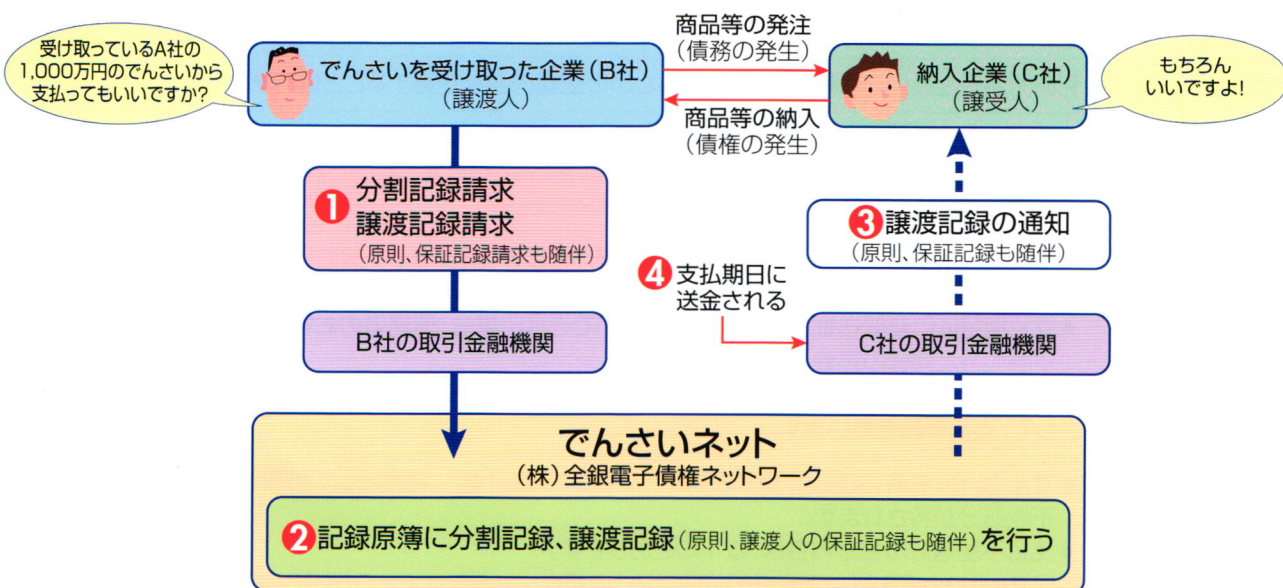 受け取っているA社の
1,000万円のでんさいから
支払ってもいいですか?
でんさいを受け取った企業(B社)
(譲渡人)
商品等の発注
(債務の発生)
商品等の納入
(債権の発生)
納入企業(C社)
(譲受人)
もちろん
いいですよ!
❶ 分割記録請求
譲渡記録請求
(原則、保証記録請求も随伴)
❸譲渡記録の通知
(原則、保証記録も随伴)
❹ 支払期日に
送金される
B社の取引金融機関
C社の取引金融機関
でんさいネット
(株)全銀電子債権ネットワーク
❷記録原簿に分割記録、譲渡記録(原則、譲渡人の保証記録も随伴)を行う